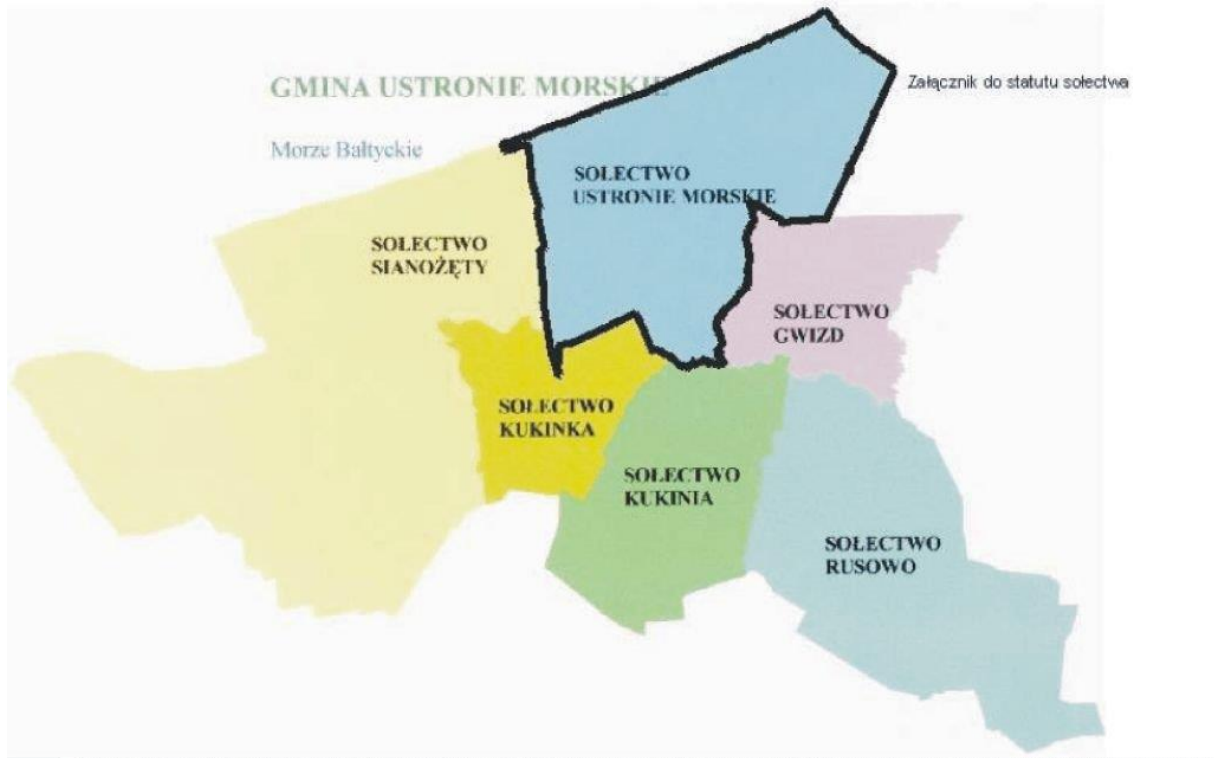 GMINA USTRONIE MORSKIE
Załącznik do statutu sołectwa
Morze Bałtyckie
SOŁECTWO
USTRONIE MORSKIE
SOŁECTWO
SIANOŻĘTY
SOŁECTWO
GWIZD
SOŁECTWO
KUKINKA
SOŁECTWO
KUKINIA
SOŁECTWO
RUSOWO